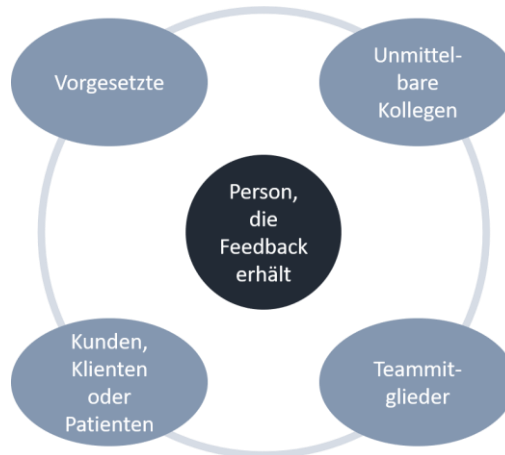 Vorgesetzte
Unmittel-
bare
Kollegen
Person,
die
Feedback
erhält
Kunden,
Klienten
oder
Patienten
Teammit-
glieder